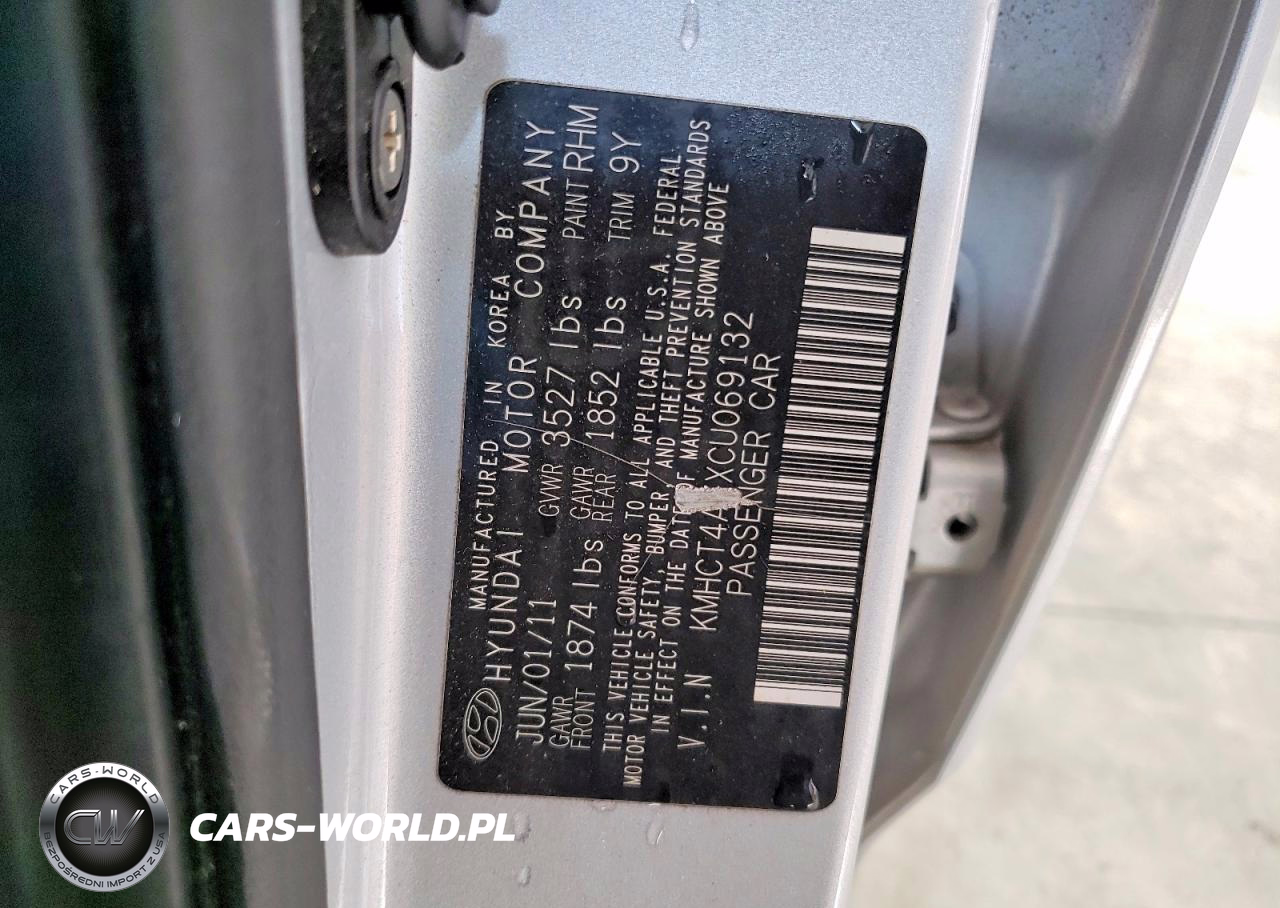 MANUFACTURED IN KOREA BY
HYUNDAI MOTOR COMPANY
JUN/01/11 GVWR 3527 lbs PAINT RHM
GAWR FRONT 1874 lbs GAWR REAR 1852 lbs TRIM 9Y
THIS VEHICLE CONFORMS TO ALL APPLICABLE U.S.A. FEDERAL
MOTOR VEHICLE SAFETY, BUMPER AND THEFT PREVENTION STANDARDS
IN EFFECT ON THE DATE OF MANUFACTURE SHOWN ABOVE
V.I.N KMHCT4A XCU069132
PASSENGER CAR
CARS-WORLD
CW
BEZPOŚREDNI IMPORT Z USA
CARS-WORLD.PL